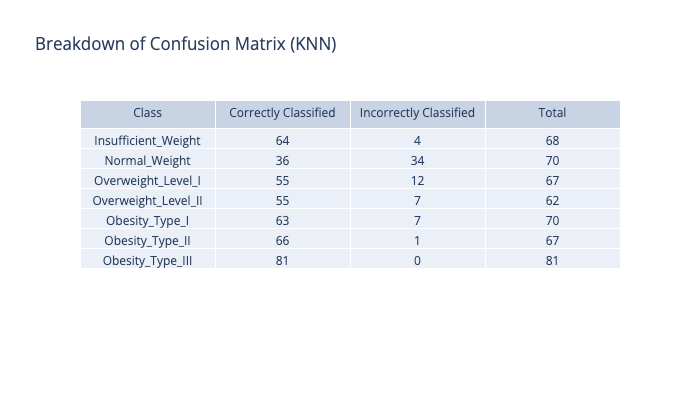 Breakdown of Confusion Matrix (KNN)
Class Correctly Classified Incorrectly Classified Total
Insufficient_Weight 64 4 68
Normal_Weight 36 34 70
Overweight_Level_I 55 12 67
Overweight_Level_II 55 7 62
Obesity_Type_I 63 7 70
Obesity_Type_II 66 1 67
Obesity_Type_III 81 0 81